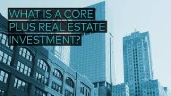 WHAT IS A CORE
PLUS REAL ESTATE
INVESTMENT?